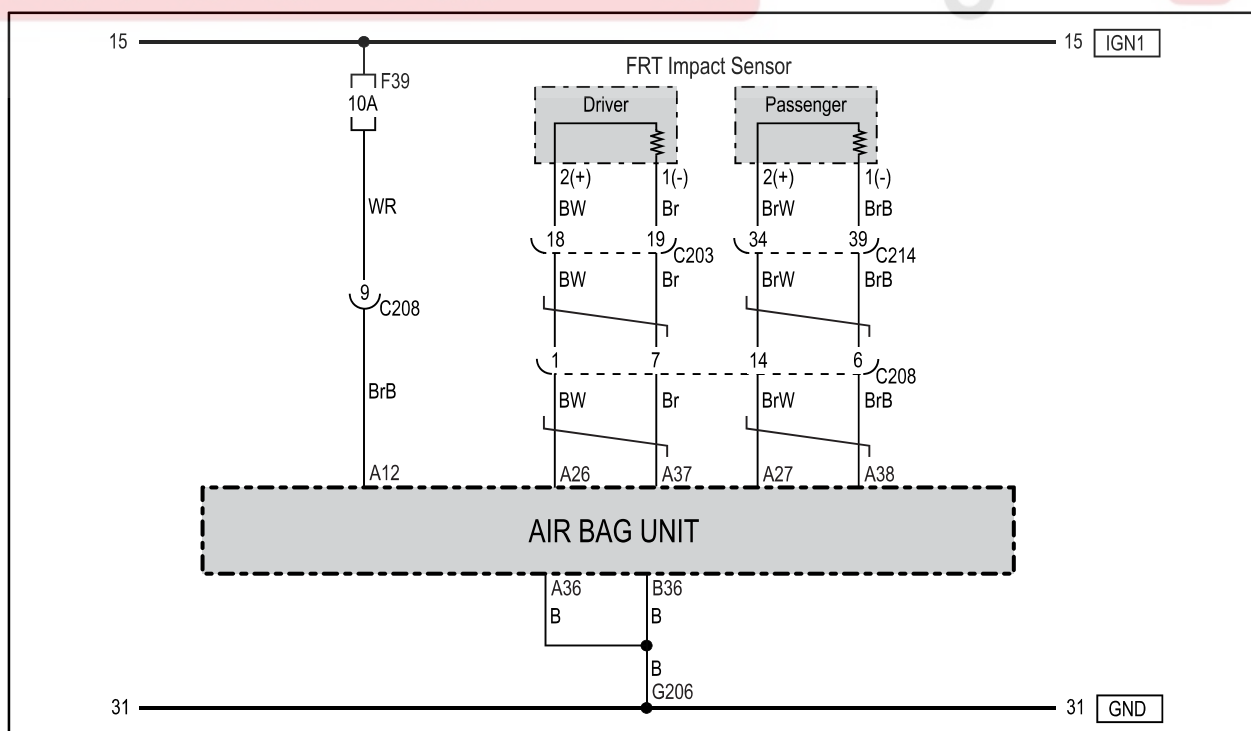 15 15 IGN1
FRT Impact Sensor
F39
10A
Driver Passenger
2(+) 1(-) 2(+) 1(-)
WR BW Br BrW BrB
18 19 C203 34 39 C214
BW Br BrW BrB
9 C208
1 7 14 6 C208
BrB BW Br BrW BrB
A12 A26 A37 A27 A38
AIR BAG UNIT
A36 B36
B B
B
G206
31 31 GND